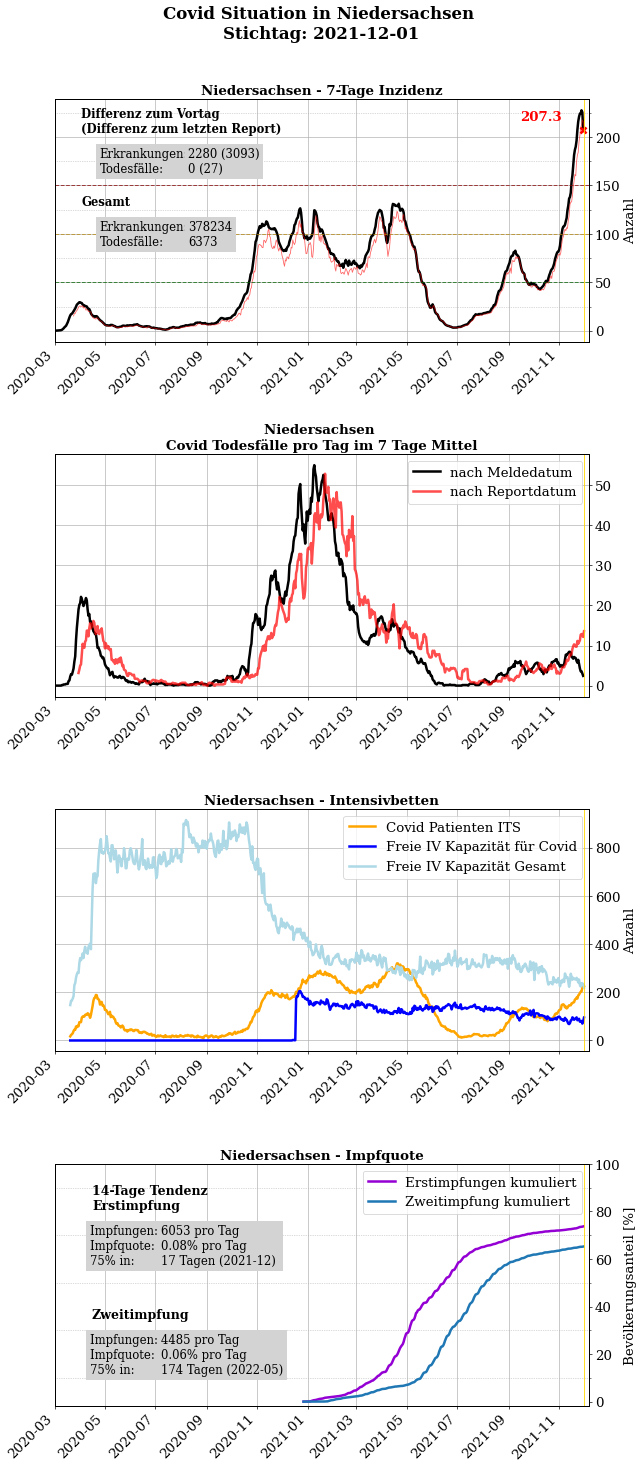 Covid Situation in Niedersachsen
Stichtag: 2021-12-01
Niedersachsen - 7-Tage Inzidenz
Differenz zum Vortag
(Differenz zum letzten Report)
Erkrankungen 2280 (3093)
Todesfälle: 0 (27)
Gesamt
Erkrankungen 378234
Todesfälle: 6373
207.3
200
150
100
50
0
Anzahl
2020-03 2020-05 2020-07 2020-09 2020-11 2021-01 2021-03 2021-05 2021-07 2021-09 2021-11
Niedersachsen
Covid Todesfälle pro Tag im 7 Tage Mittel
nach Meldedatum
nach Reportdatum
50
40
30
20
10
0
2020-03 2020-05 2020-07 2020-09 2020-11 2021-01 2021-03 2021-05 2021-07 2021-09 2021-11
Niedersachsen - Intensivbetten
Covid Patienten ITS
Freie IV Kapazität für Covid
Freie IV Kapazität Gesamt
800
600
400
200
0
Anzahl
2020-03 2020-05 2020-07 2020-09 2020-11 2021-01 2021-03 2021-05 2021-07 2021-09 2021-11
Niedersachsen - Impfquote
14-Tage Tendenz
Erstimpfung
Impfungen: 6053 pro Tag
Impfquote: 0.08% pro Tag
75% in: 17 Tagen (2021-12)
Zweitimpfung
Impfungen: 4485 pro Tag
Impfquote: 0.06% pro Tag
75% in: 174 Tagen (2022-05)
Erstimpfungen kumuliert
Zweitimpfung kumuliert
100
80
60
40
20
0
Bevölkerungsanteil [%]
2020-03 2020-05 2020-07 2020-09 2020-11 2021-01 2021-03 2021-05 2021-07 2021-09 2021-11